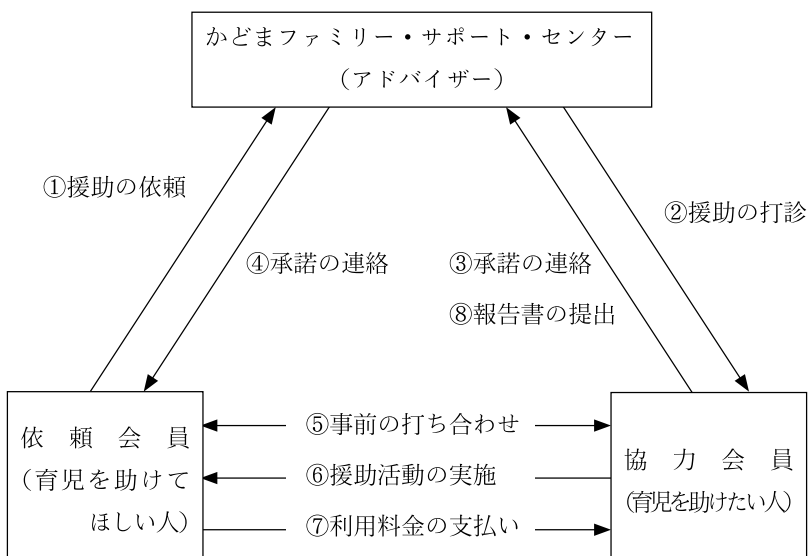 かどまファミリー・サポート・センター
（アドバイザー）
①援助の依頼
②援助の打診
④承諾の連絡
③承諾の連絡
⑧報告書の提出
依頼会員
（育児を助けて
ほしい人）
⑤事前の打ち合わせ
⑥援助活動の実施
⑦利用料金の支払い
協力会員
（育児を助けたい人）